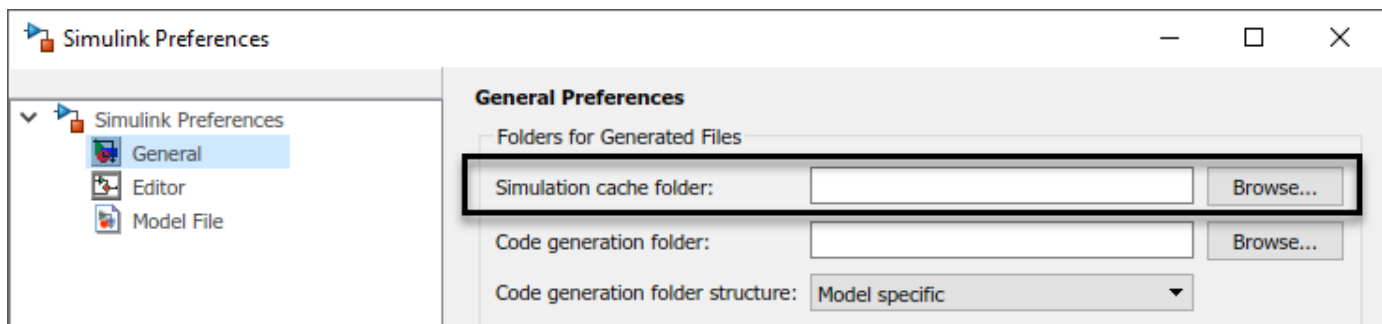 Simulink Preferences
Simulink Preferences
General
Editor
Model File
General Preferences
Folders for Generated Files
Simulation cache folder: Browse...
Code generation folder: Browse...
Code generation folder structure: Model specific